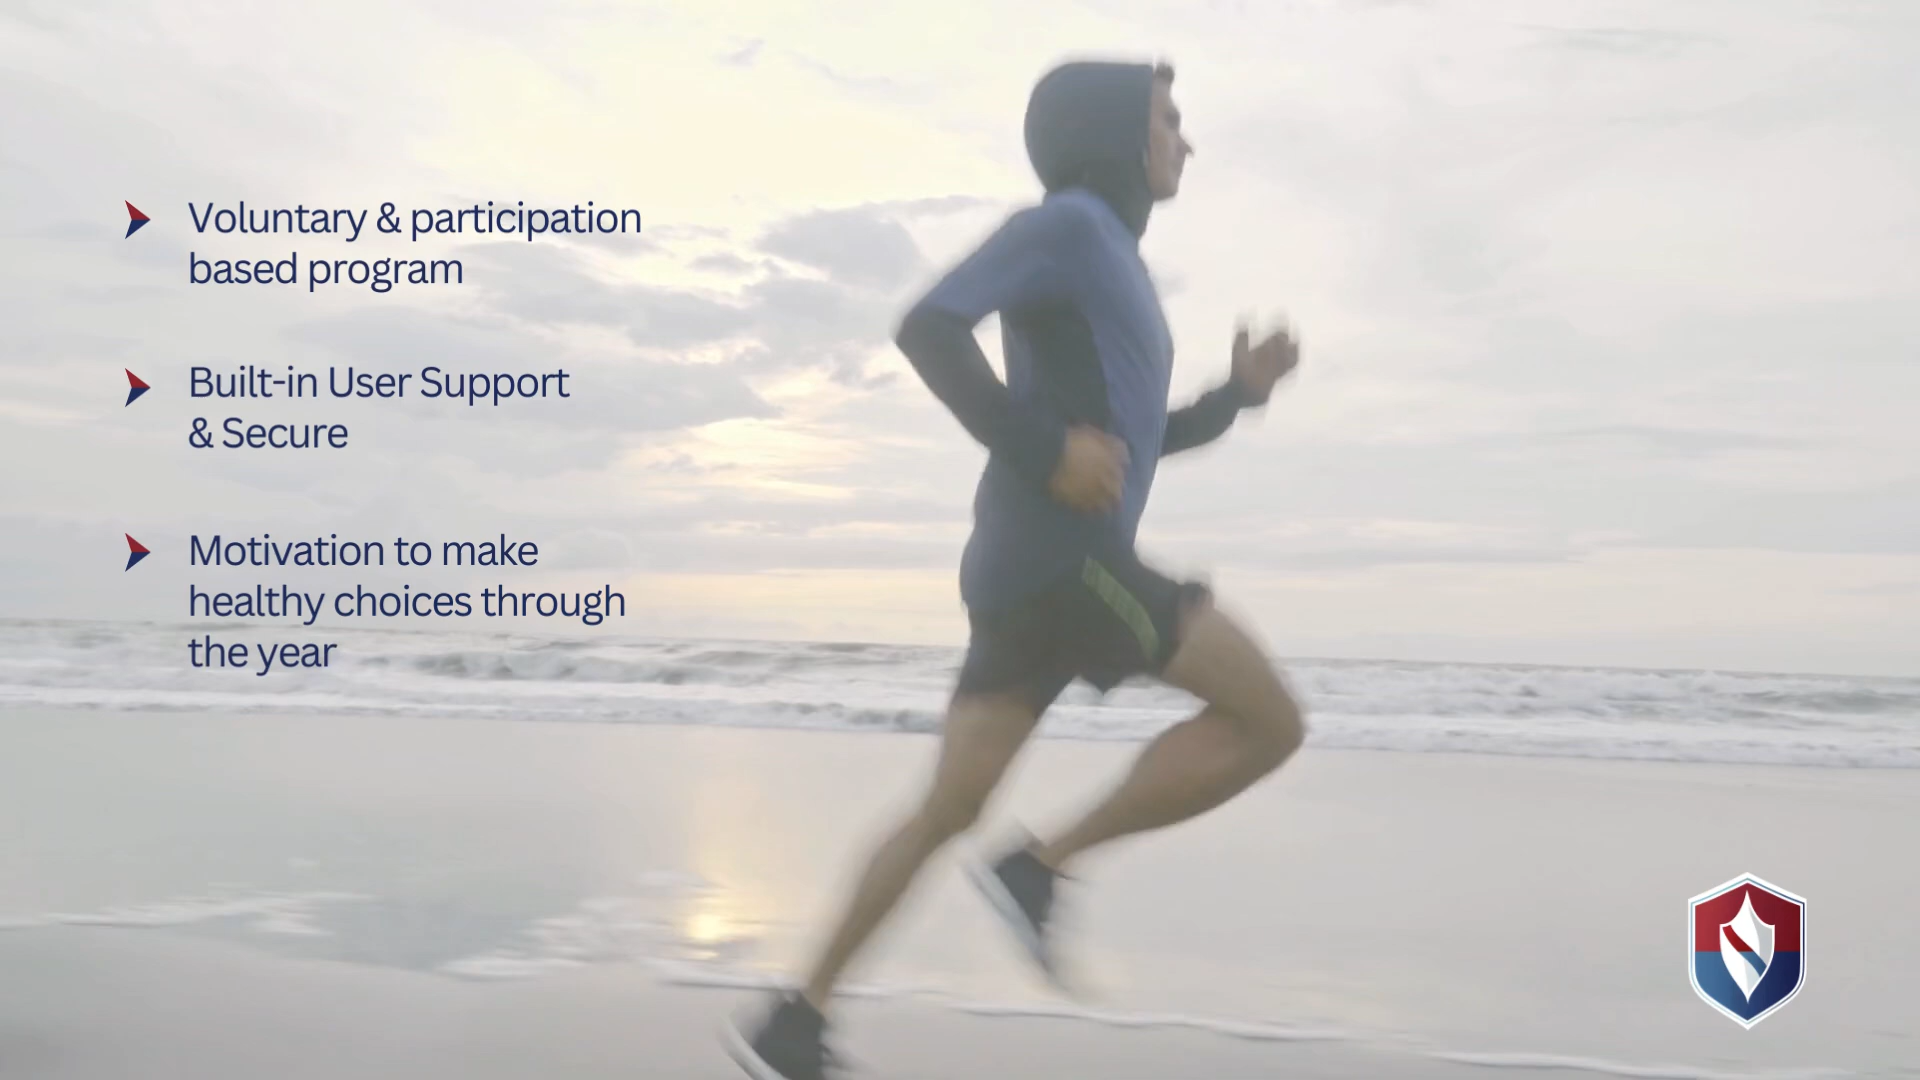 Voluntary & participation
based program
Built-in User Support
& Secure
Motivation to make
healthy choices through
the year